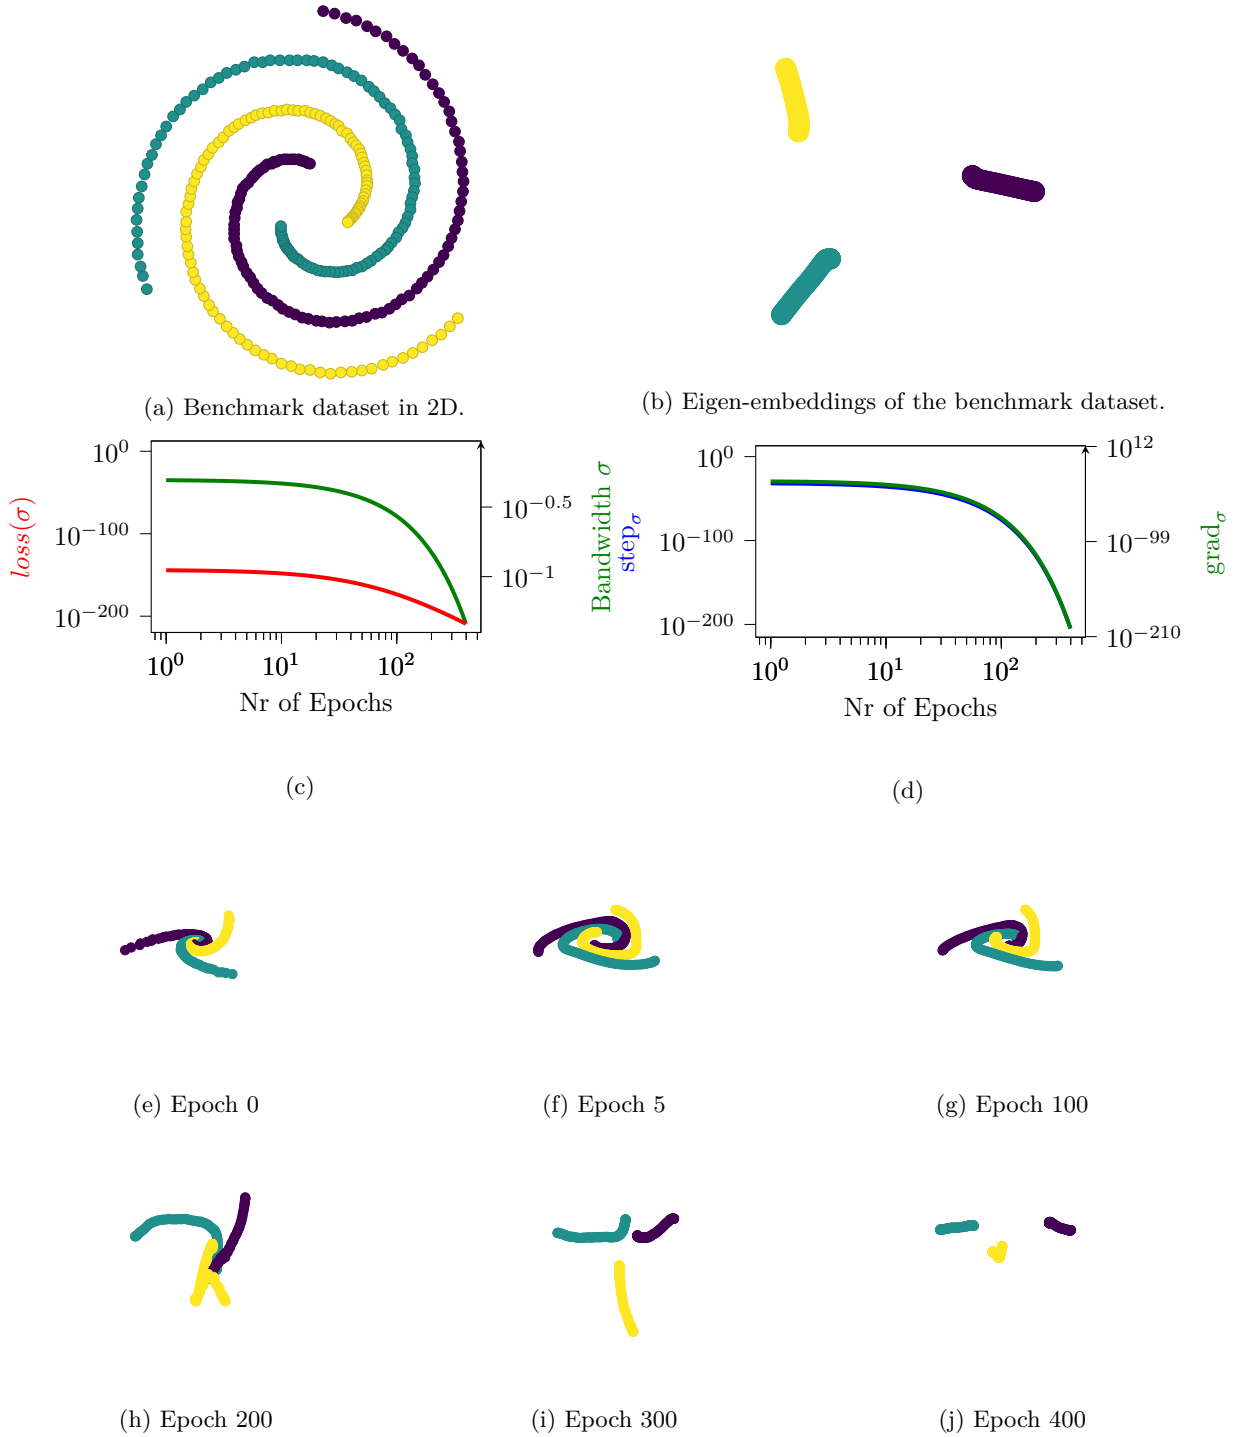 (a) Benchmark dataset in 2D.
(b) Eigen-embeddings of the benchmark dataset.
10^0
10^−100
10^−200
loss(σ)
10^−0.5
10^−1
Bandwidth σ
10^0 10^1 10^2
Nr of Epochs
(c)
step_σ
10^0
10^−100
10^−200
10^12
10^−99
10^−210
grad_σ
10^0 10^1 10^2
Nr of Epochs
(d)
(e) Epoch 0
(f) Epoch 5
(g) Epoch 100
(h) Epoch 200
(i) Epoch 300
(j) Epoch 400